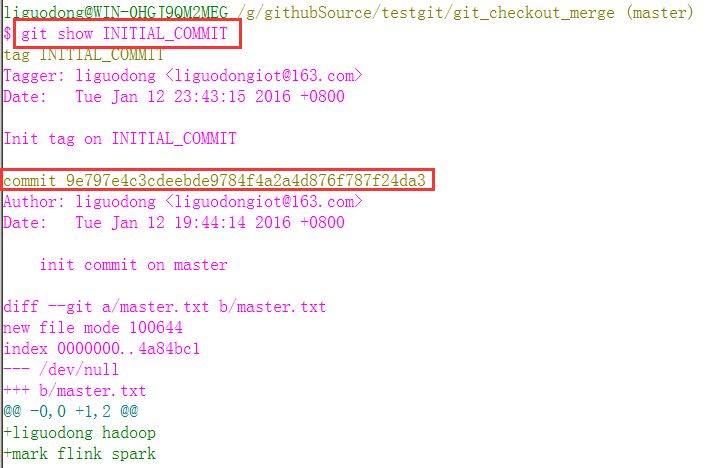 liguodong@WIN-OHGJ9QM2MEG /g/githubSource/testgit/git_checkout_merge (master)
$ git show INITIAL_COMMIT
tag INITIAL_COMMIT
Tagger: liguodong <liguodongiot@163.com>
Date:   Tue Jan 12 23:43:15 2016 +0800
Init tag on INITIAL_COMMIT
commit 9e797e4c3cdeebde9784f4a2a4d876f787f24da3
Author: liguodong <liguodongiot@163.com>
Date:   Tue Jan 12 19:44:14 2016 +0800
    init commit on master
diff --git a/master.txt b/master.txt
new file mode 100644
index 0000000..4a84bc1
--- /dev/null
+++ b/master.txt
@@ -0,0 +1,2 @@
+liguodong hadoop
+mark flink spark